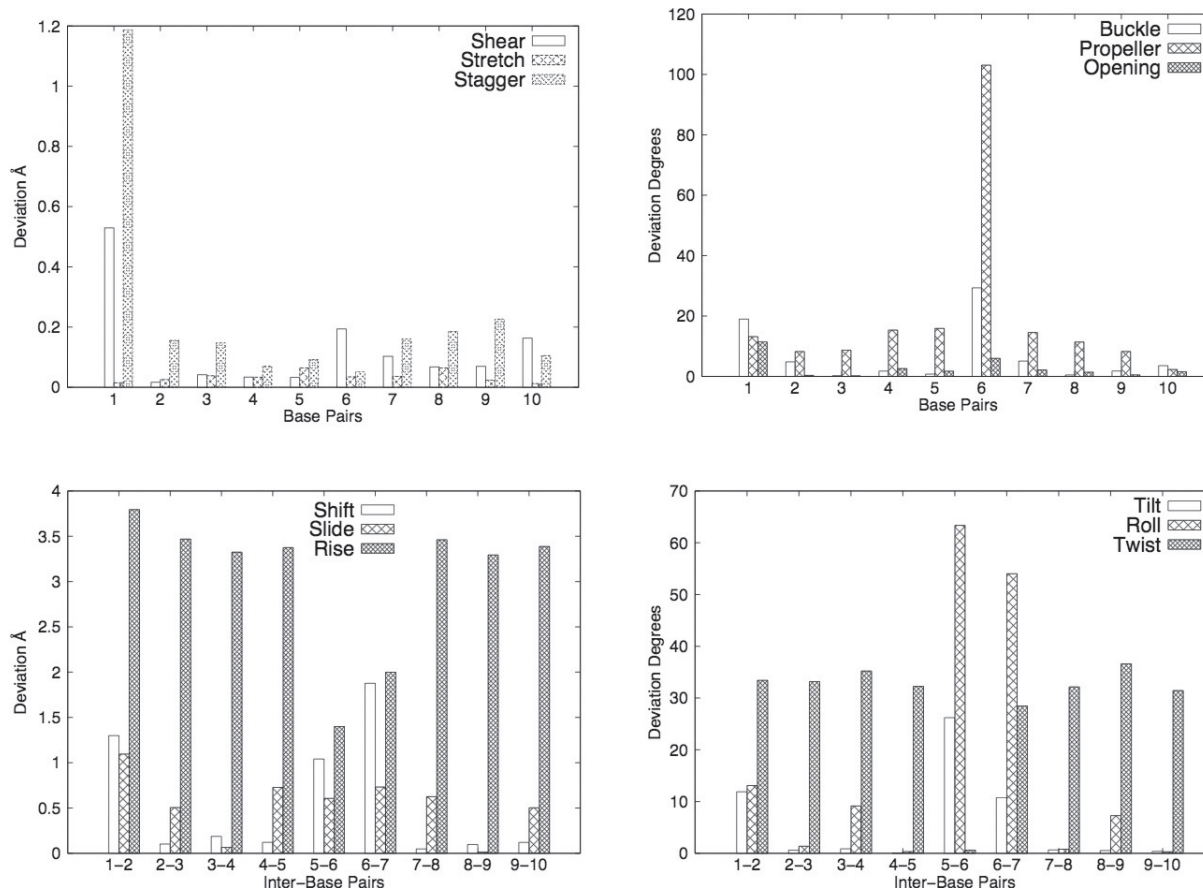 1.2
1
0.8
0.6
0.4
0.2
0
Deviation Å
Shear
Stretch
Stagger
1 2 3 4 5 6 7 8 9 10
Base Pairs
120
100
80
60
40
20
0
Deviation Degrees
Buckle
Propeller
Opening
1 2 3 4 5 6 7 8 9 10
Base Pairs
4
3.5
3
2.5
2
1.5
1
0.5
0
Deviation Å
Shift
Slide
Rise
1–2 2–3 3–4 4–5 5–6 6–7 7–8 8–9 9–10
Inter–Base Pairs
70
60
50
40
30
20
10
0
Deviation Degrees
Tilt
Roll
Twist
1–2 2–3 3–4 4–5 5–6 6–7 7–8 8–9 9–10
Inter–Base Pairs